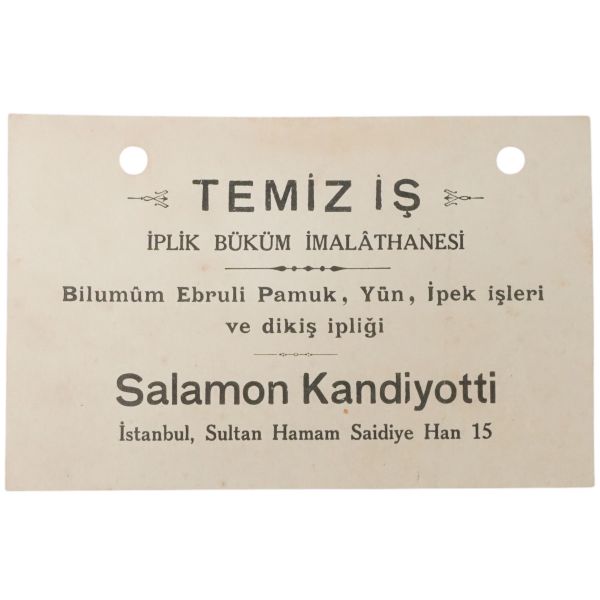 TEMİZ İŞ
İPLİK BÜKÜM İMALÂTHANESİ
Bilumûm Ebruli Pamuk, Yün, İpek işleri
ve dikiş ipliği
Salamon Kandiyotti
İstanbul, Sultan Hamam Saidiye Han 15